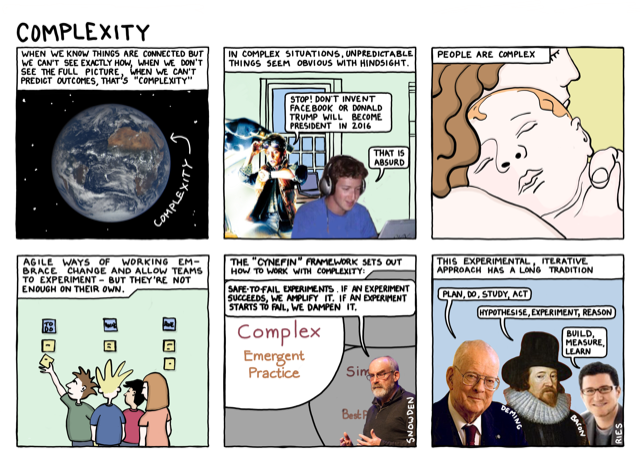 COMPLEXITY
WHEN WE KNOW THINGS ARE CONNECTED BUT
WE CAN'T SEE EXACTLY HOW, WHEN WE DON'T
SEE THE FULL PICTURE, WHEN WE CAN'T
PREDICT OUTCOMES, THAT'S "COMPLEXITY"
COMPLEXITY
IN COMPLEX SITUATIONS, UNPREDICTABLE
THINGS SEEM OBVIOUS WITH HINDSIGHT.
STOP! DON'T INVENT
FACEBOOK OR DONALD
TRUMP WILL BECOME
PRESIDENT IN 2016
THAT IS
ABSURD
PEOPLE ARE COMPLEX
AGILE WAYS OF WORKING EM-
BRACE CHANGE AND ALLOW TEAMS
TO EXPERIMENT - BUT THEY'RE NOT
ENOUGH ON THEIR OWN.
TO
DO
THE "CYNEFIN" FRAMEWORK SETS OUT
HOW TO WORK WITH COMPLEXITY:
SAFE-TO-FAIL EXPERIMENTS. IF AN EXPERIMENT
SUCCEEDS, WE AMPLIFY IT. IF AN EXPERIMENT
STARTS TO FAIL, WE DAMPEN IT.
Complex
Emergent
Practice
Sim
Best P
SNOWDEN
THIS EXPERIMENTAL, ITERATIVE
APPROACH HAS A LONG TRADITION
PLAN, DO, STUDY, ACT
HYPOTHESISE, EXPERIMENT, REASON
BUILD,
MEASURE,
LEARN
DEMING
BACON
RIES